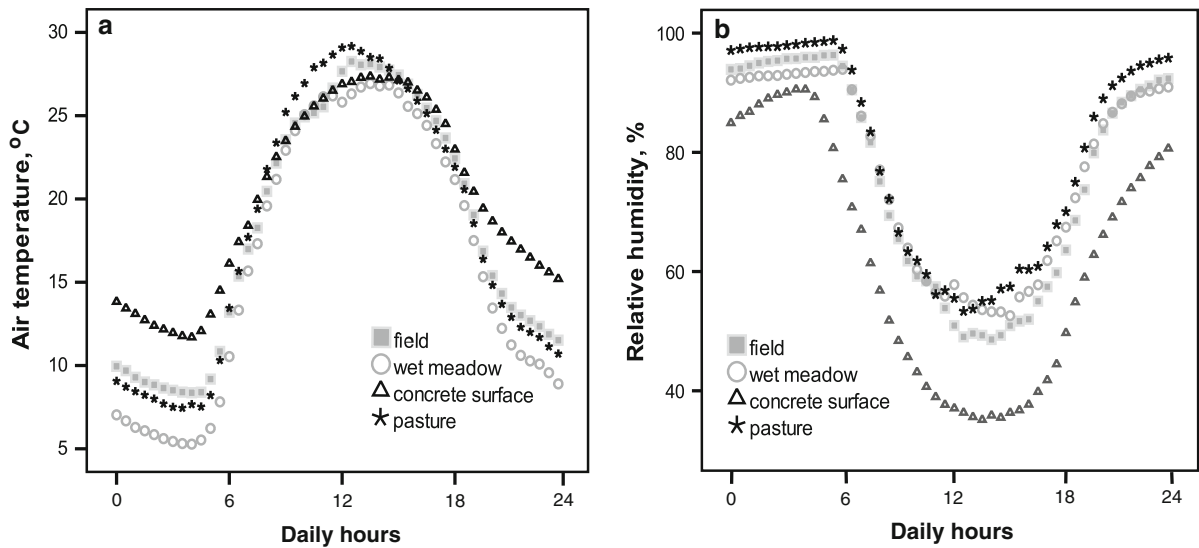 a
30
25
20
15
10
5
Air temperature, °C
field
wet meadow
concrete surface
pasture
0 6 12 18 24
Daily hours
b
100
80
60
40
Relative humidity, %
field
wet meadow
concrete surface
pasture
0 6 12 18 24
Daily hours